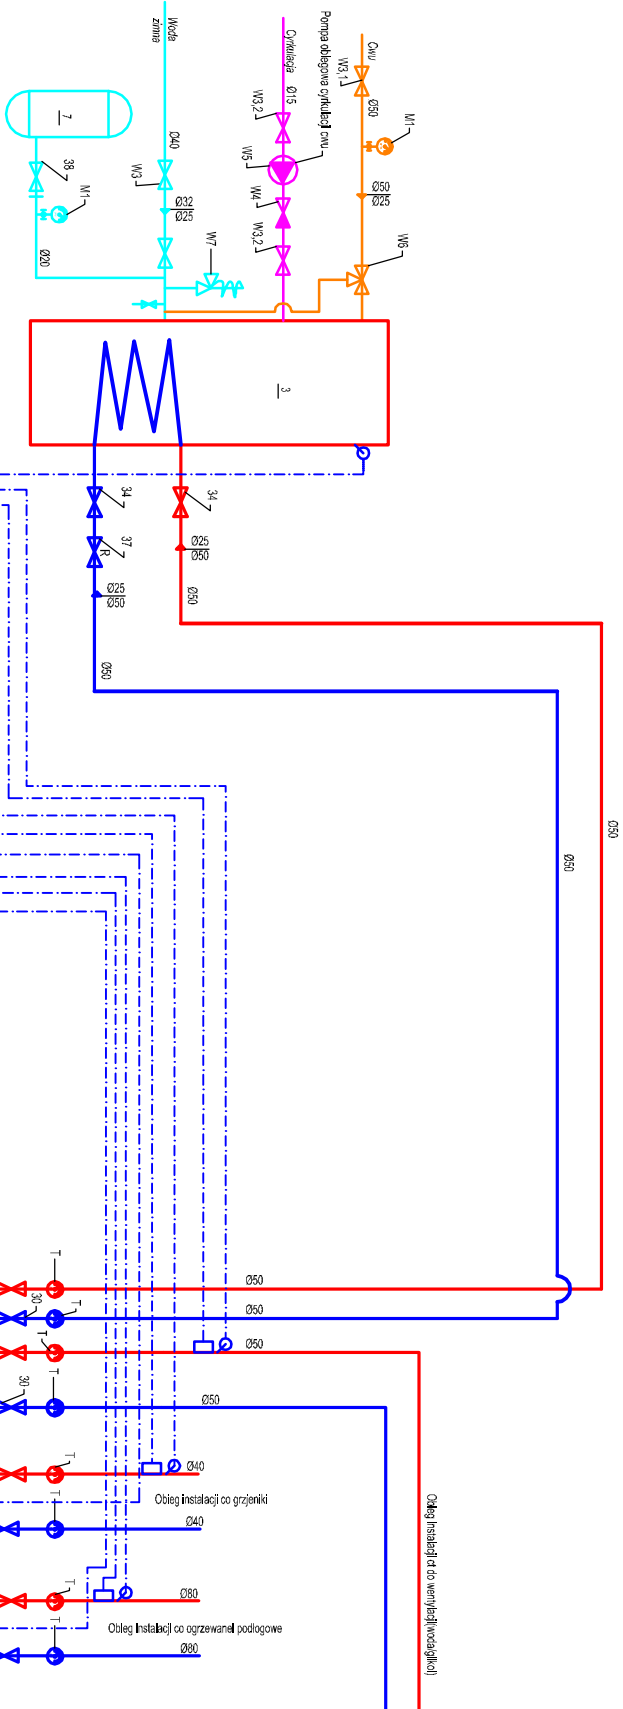 Woda
zimna
Cyrkulacja
Ø15
Pompa obiegowa cyrkulacji cwu
Cwu
W3,1
Ø50
M1
W3,2
W5
7
38
M1
Ø20
Ø40
W3
Ø32
Ø25
W4
W3,2
Ø50
Ø25
W6
W7
3
34
34
37
R
Ø25
Ø50
Ø25
Ø50
Ø50
Ø50
Ø50
Ø50
T
Ø50
30
T
Ø50
T
Ø50
T
30
Ø50
T
Ø40
Obieg instalacji co grzjeniki
T
Ø40
Obieg instalacji ct do wentylacji(woda/glikol)
T
Ø80
Obieg instalacji co ogrzewanei podłogowe
T
Ø80